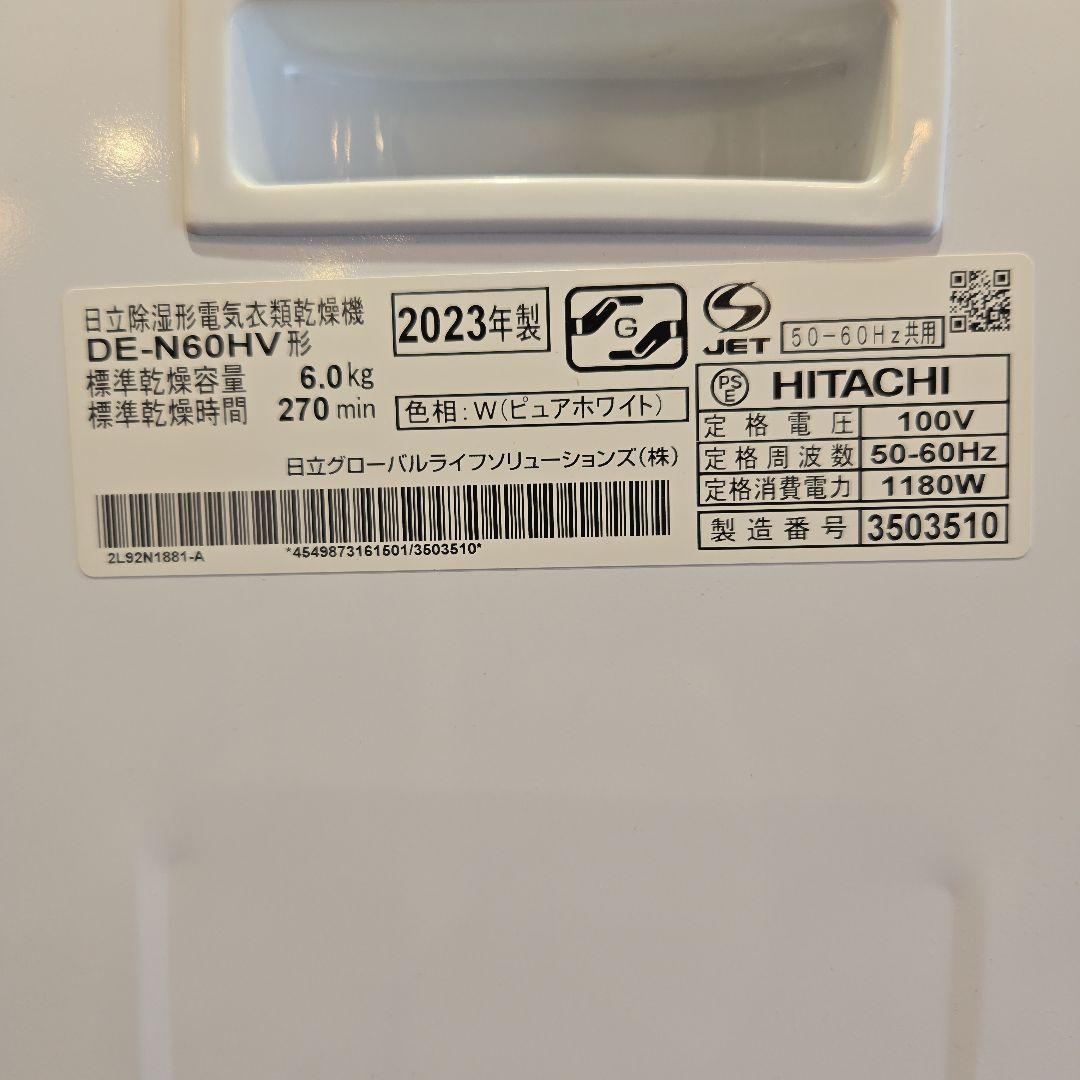 日立除湿形電気衣類乾燥機
DE-N60HV形
標準乾燥容量 6.0kg
標準乾燥時間 270 min
2023年製
G
JET
50-60Hz共用
色相:W(ピュアホワイト)
日立グローバルライフソリューションズ(株)
2L92N1881-A
*4549873161501/3503510*
PS
E
HITACHI
定格電圧 100V
定格周波数 50-60Hz
定格消費電力 1180W
製造番号 3503510